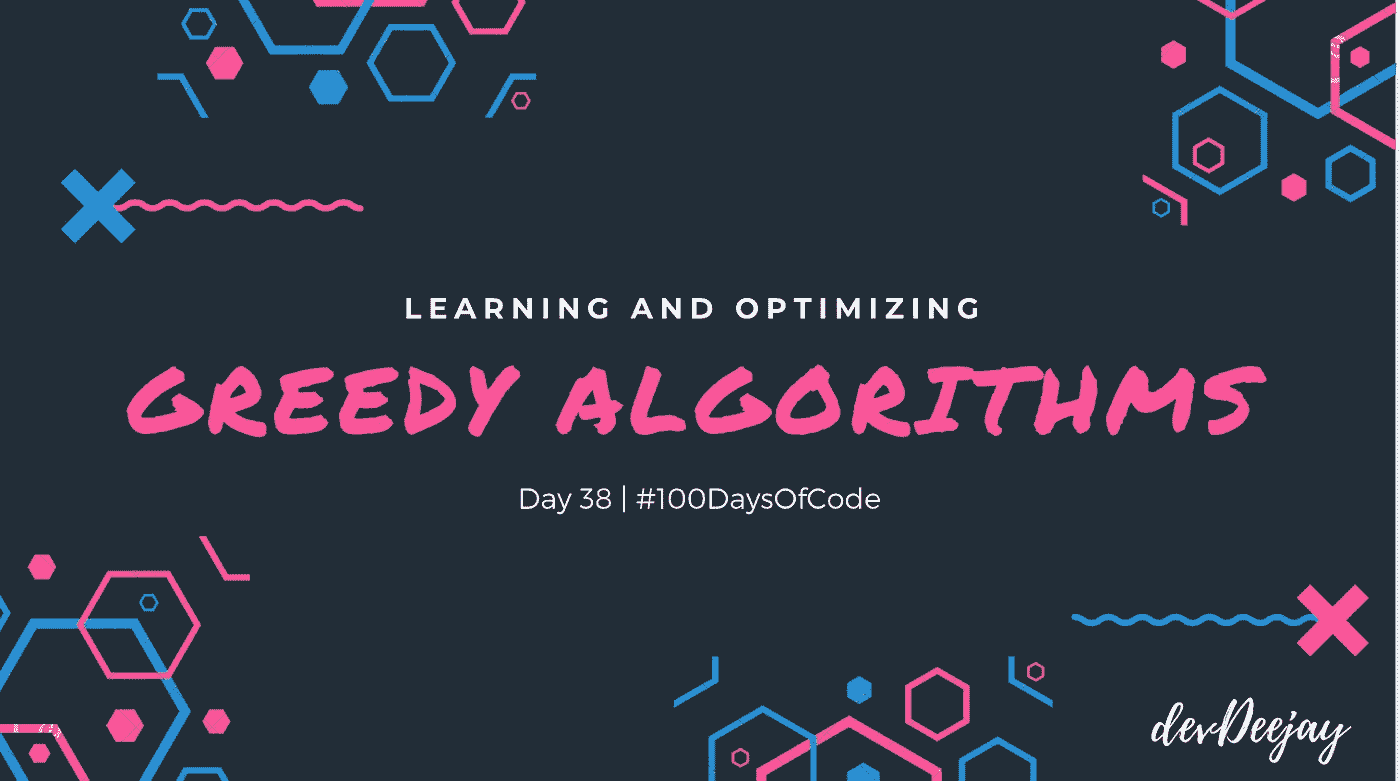 LEARNING AND OPTIMIZING
GREEDY ALGORITHMS
Day 38 | #100DaysOfCode
devDeejay